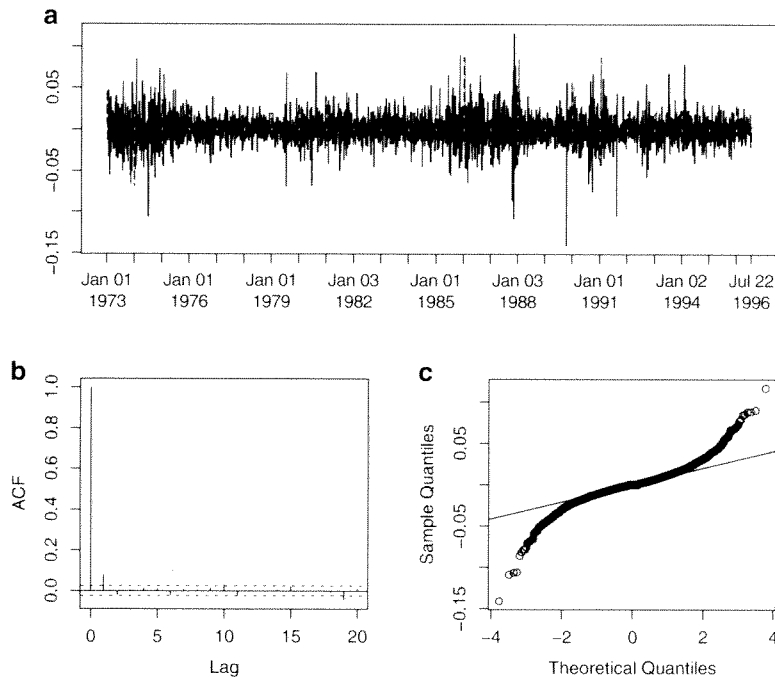 a
0.05
-0.05
-0.15
Jan 01 Jan 01 Jan 01 Jan 03 Jan 01 Jan 03 Jan 01 Jan 02 Jul 22
1973 1976 1979 1982 1985 1988 1991 1994 1996
b
1.0
0.8
0.6
0.4
0.2
0.0
ACF
0 5 10 15 20
Lag
c
0.05
-0.05
-0.15
Sample Quantiles
-4 -2 0 2 4
Theoretical Quantiles